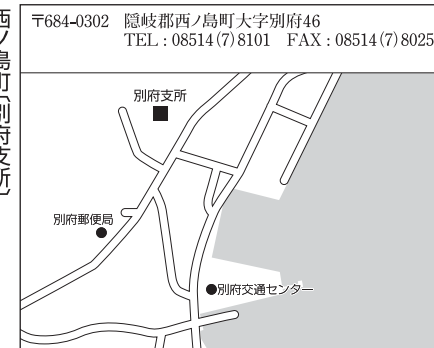 西ノ島町〔別府支所〕
〒684-0302 隠岐郡西ノ島町大字別府46
TEL：08514(7)8101 FAX：08514(7)8025
別府支所
別府郵便局
別府交通センター